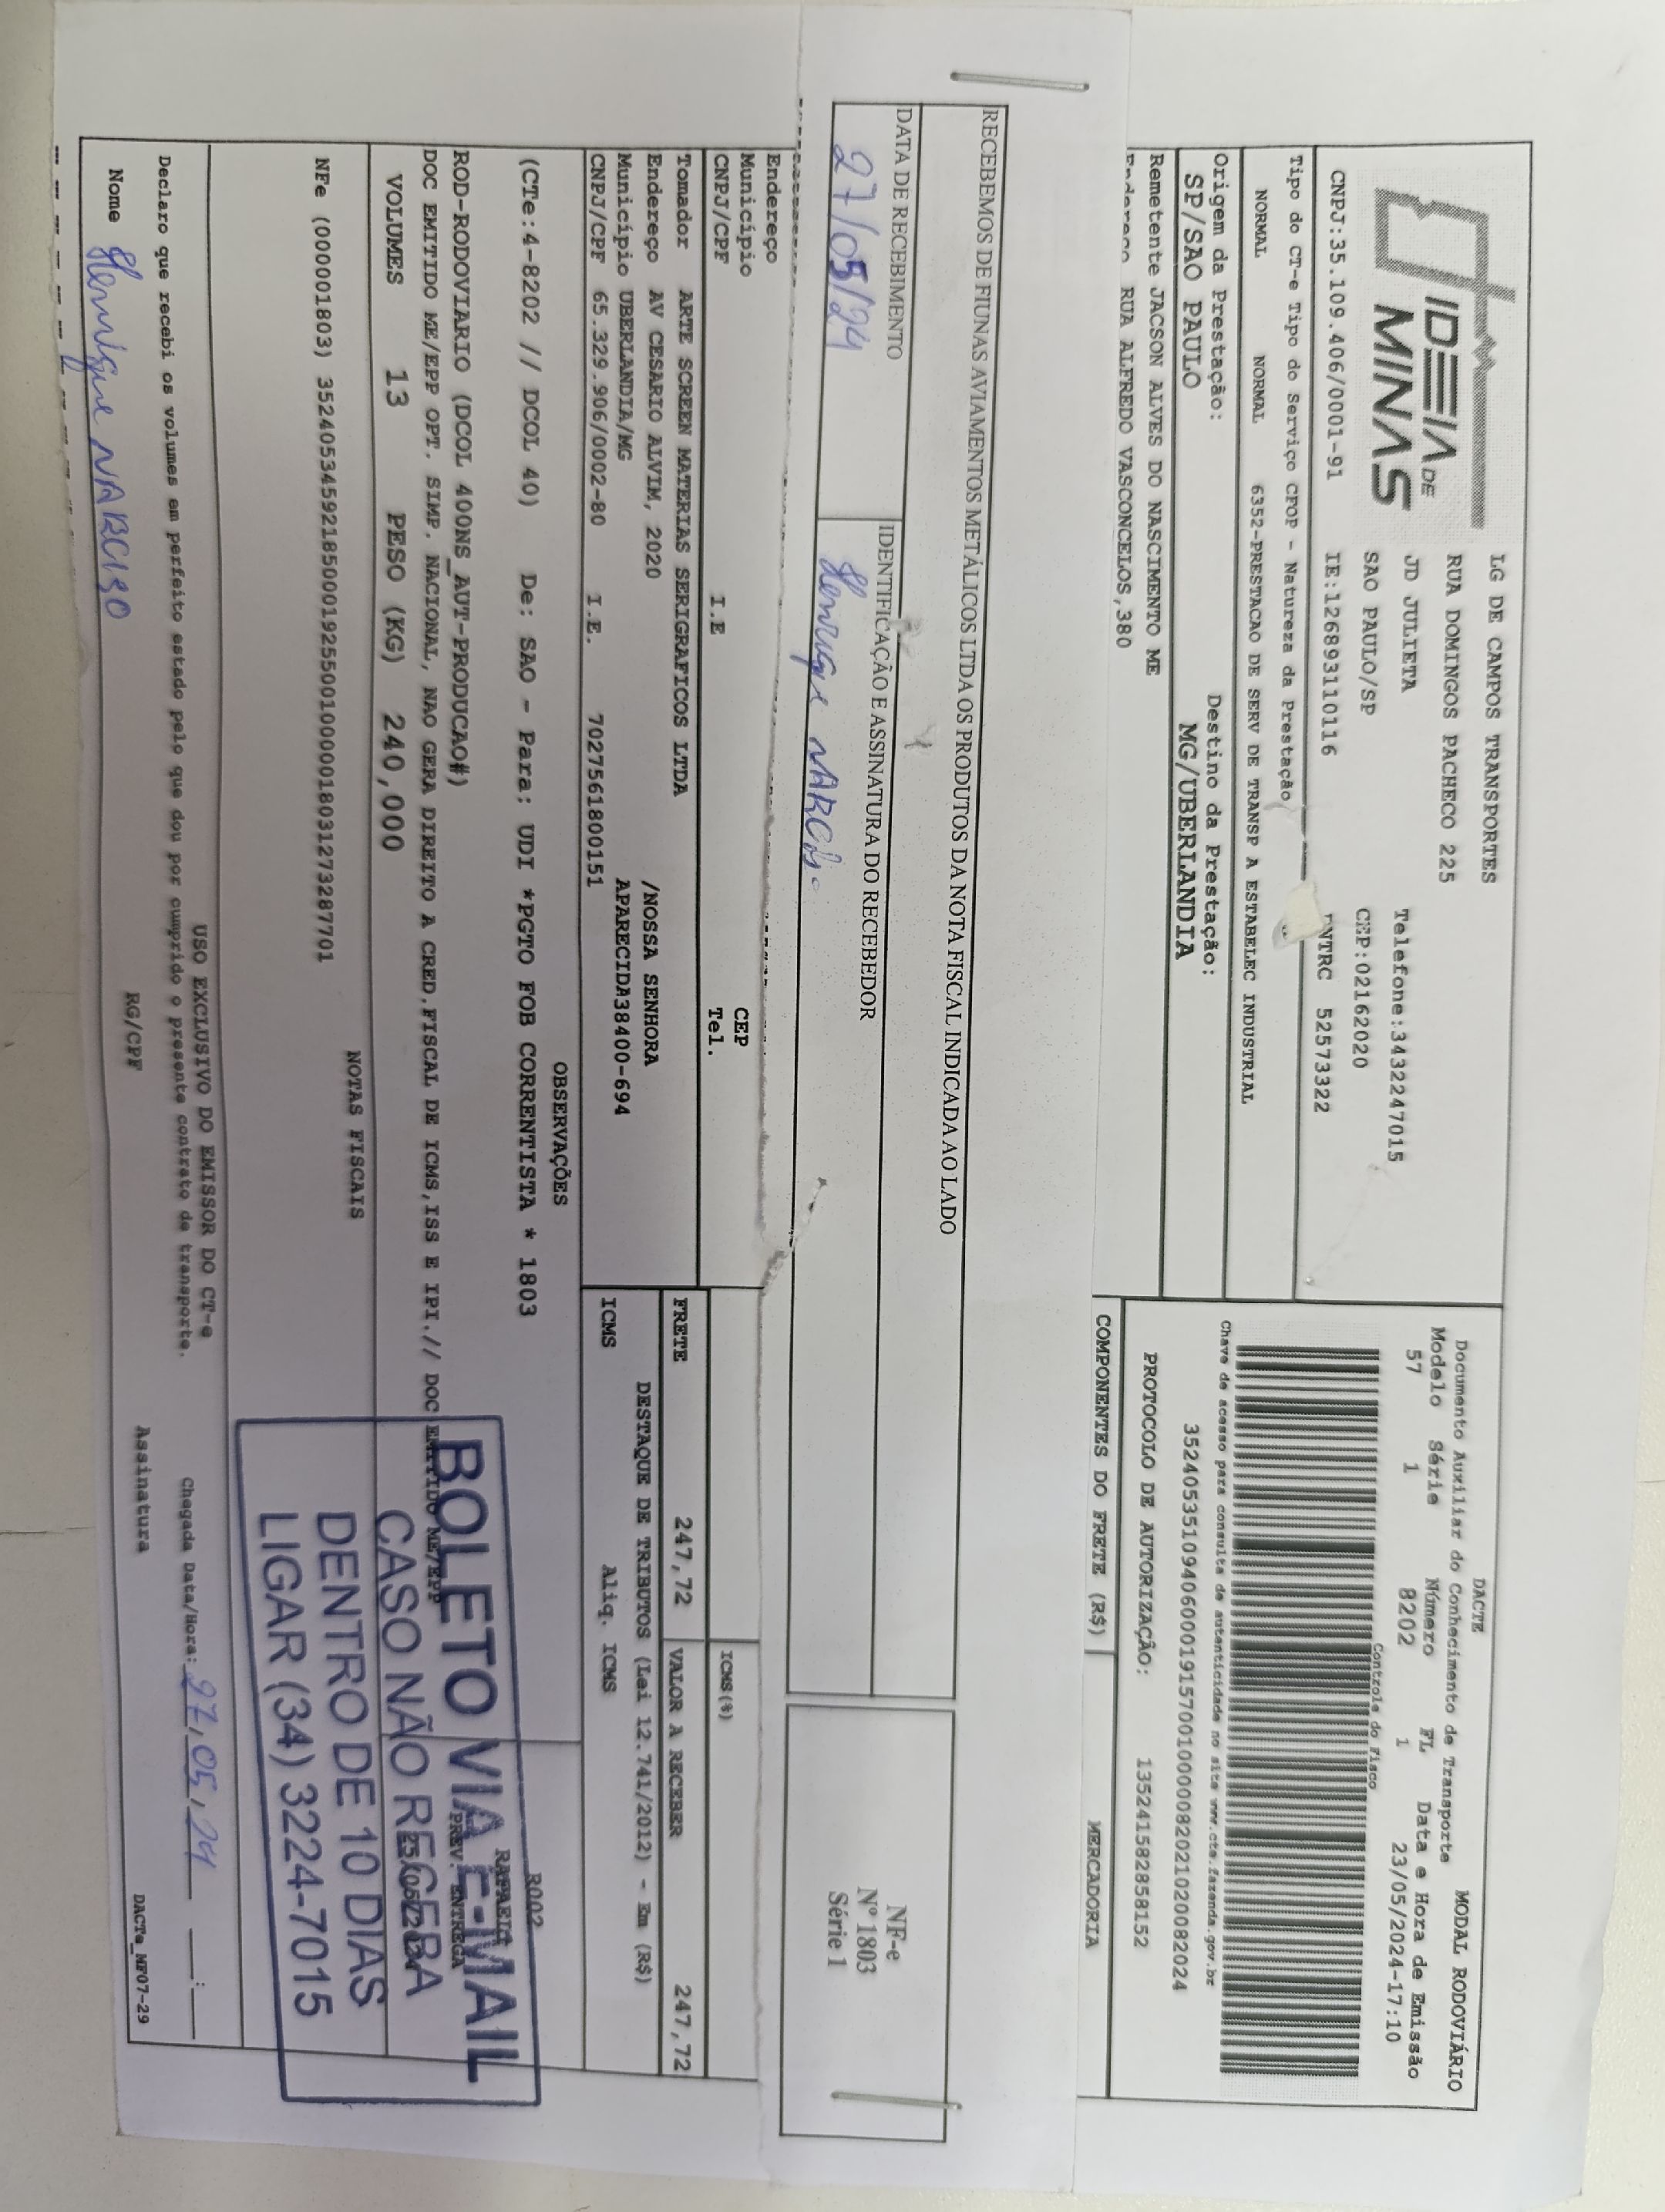 IDEIA DE
MINAS
LG DE CAMPOS TRANSPORTES
RUA DOMINGOS PACHECO 225
JD JULIETA Telefone:3432247015
SAO PAULO/SP CEP:02162020
CNPJ:35.109.406/0001-91 IE:126893110116 NTRC 52573322
Tipo do CT-e Tipo do Serviço CFOP - Natureza da Prestação
NORMAL NORMAL 6352-PRESTACAO DE SERV DE TRANSP A ESTABELEC INDUSTRIAL
Origem da Prestação: Destino da Prestação:
SP/SAO PAULO MG/UBERLANDIA
Remetente JACSON ALVES DO NASCIMENTO ME
Endereço RUA ALFREDO VASCONCELOS,380
DACTE MODAL RODOVIÁRIO
Documento Auxiliar do Conhecimento de Transporte
Modelo Série Número FL Data e Hora de Emissão
57 1 8202 1 23/05/2024-17:10
Controle do Fisco
Chave de acesso para consulta de autenticidade no site www.cte.fazenda.gov.br
35240535109406000191570010000082021020082024
PROTOCOLO DE AUTORIZAÇÃO: 135241582858152
COMPONENTES DO FRETE (R$) MERCADORIA
RECEBEMOS DE FIUNAS AVIAMENTOS METÁLICOS LTDA OS PRODUTOS DA NOTA FISCAL INDICADA AO LADO
DATA DE RECEBIMENTO IDENTIFICAÇÃO E ASSINATURA DO RECEBEDOR
27/05/24 Henrique NARCISO
NF-e
Nº 1803
Série 1
Endereço
Município CEP
CNPJ/CPF I.E Tel.
ICMS(%)
Tomador ARTE SCREEN MATERIAS SERIGRAFICOS LTDA
Endereço AV CESARIO ALVIM, 2020 /NOSSA SENHORA
Município UBERLANDIA/MG APARECIDA38400-694
CNPJ/CPF 65.329.906/0002-80 I.E. 7027561800151
FRETE 247,72 VALOR A RECEBER 247,72
DESTAQUE DE TRIBUTOS (Lei 12.741/2012) - Em (R$)
ICMS Aliq. ICMS
OBSERVAÇÕES
(CTe:4-8202 // DCOL 40) De: SAO - Para: UDI *PGTO FOB CORRENTISTA * 1803
R002
ROD-RODOVIARIO (DCOL 400NS_AUT-PRODUCAO#)
DOC EMITIDO ME/EPP OPT. SIMP. NACIONAL, NAO GERA DIREITO A CRED.FISCAL DE ICMS,ISS E IPI.// DOC EMITIDO ME/EPP
PREV. ENTREGA
VOLUMES 13 PESO (KG) 240,000
NOTAS FISCAIS
NFe (000001803) 35240534592185000192550010000018031273287701
BOLETO VIA E-MAIL
CASO NÃO RECEBA
DENTRO DE 10 DIAS
LIGAR (34) 3224-7015
USO EXCLUSIVO DO EMISSOR DO CT-e
Declaro que recebi os volumes em perfeito estado pelo que dou por cumprido o presente contrato de transporte. Chegada Data/Hora: 27/05/24 __:__
Nome Henrique NARCISO RG/CPF Assinatura
DACTe_NF07-29